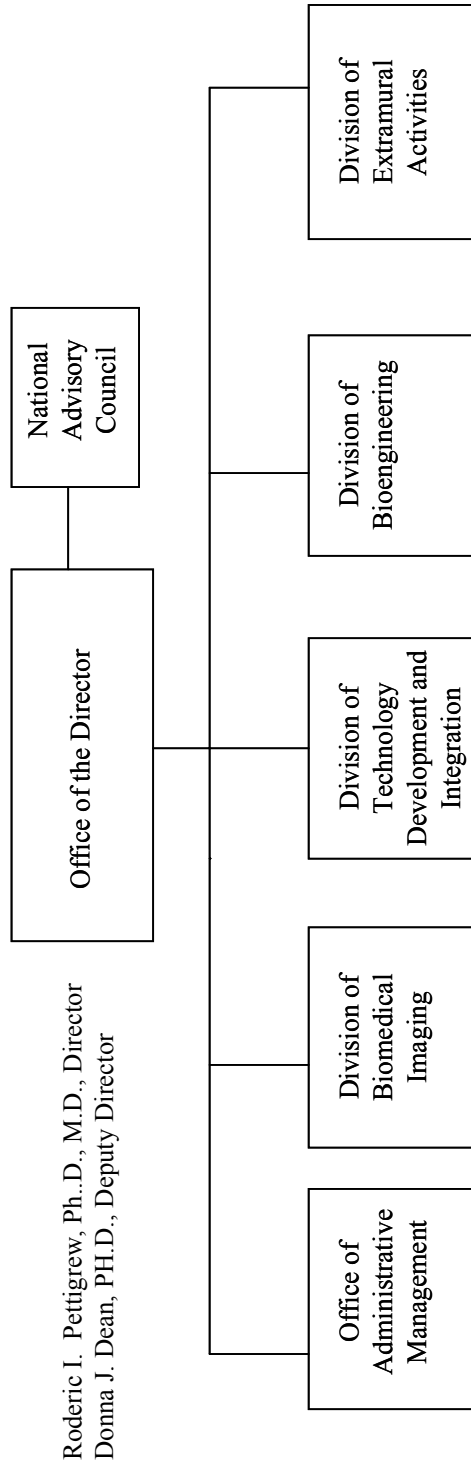 Roderic I. Pettigrew, Ph..D., M.D., Director
Donna J. Dean, PH.D., Deputy Director
Office of the Director
National
Advisory
Council
Office of
Administrative
Management
Division of
Biomedical
Imaging
Division of
Technology
Development and
Integration
Division of
Bioengineering
Division of
Extramural
Activities